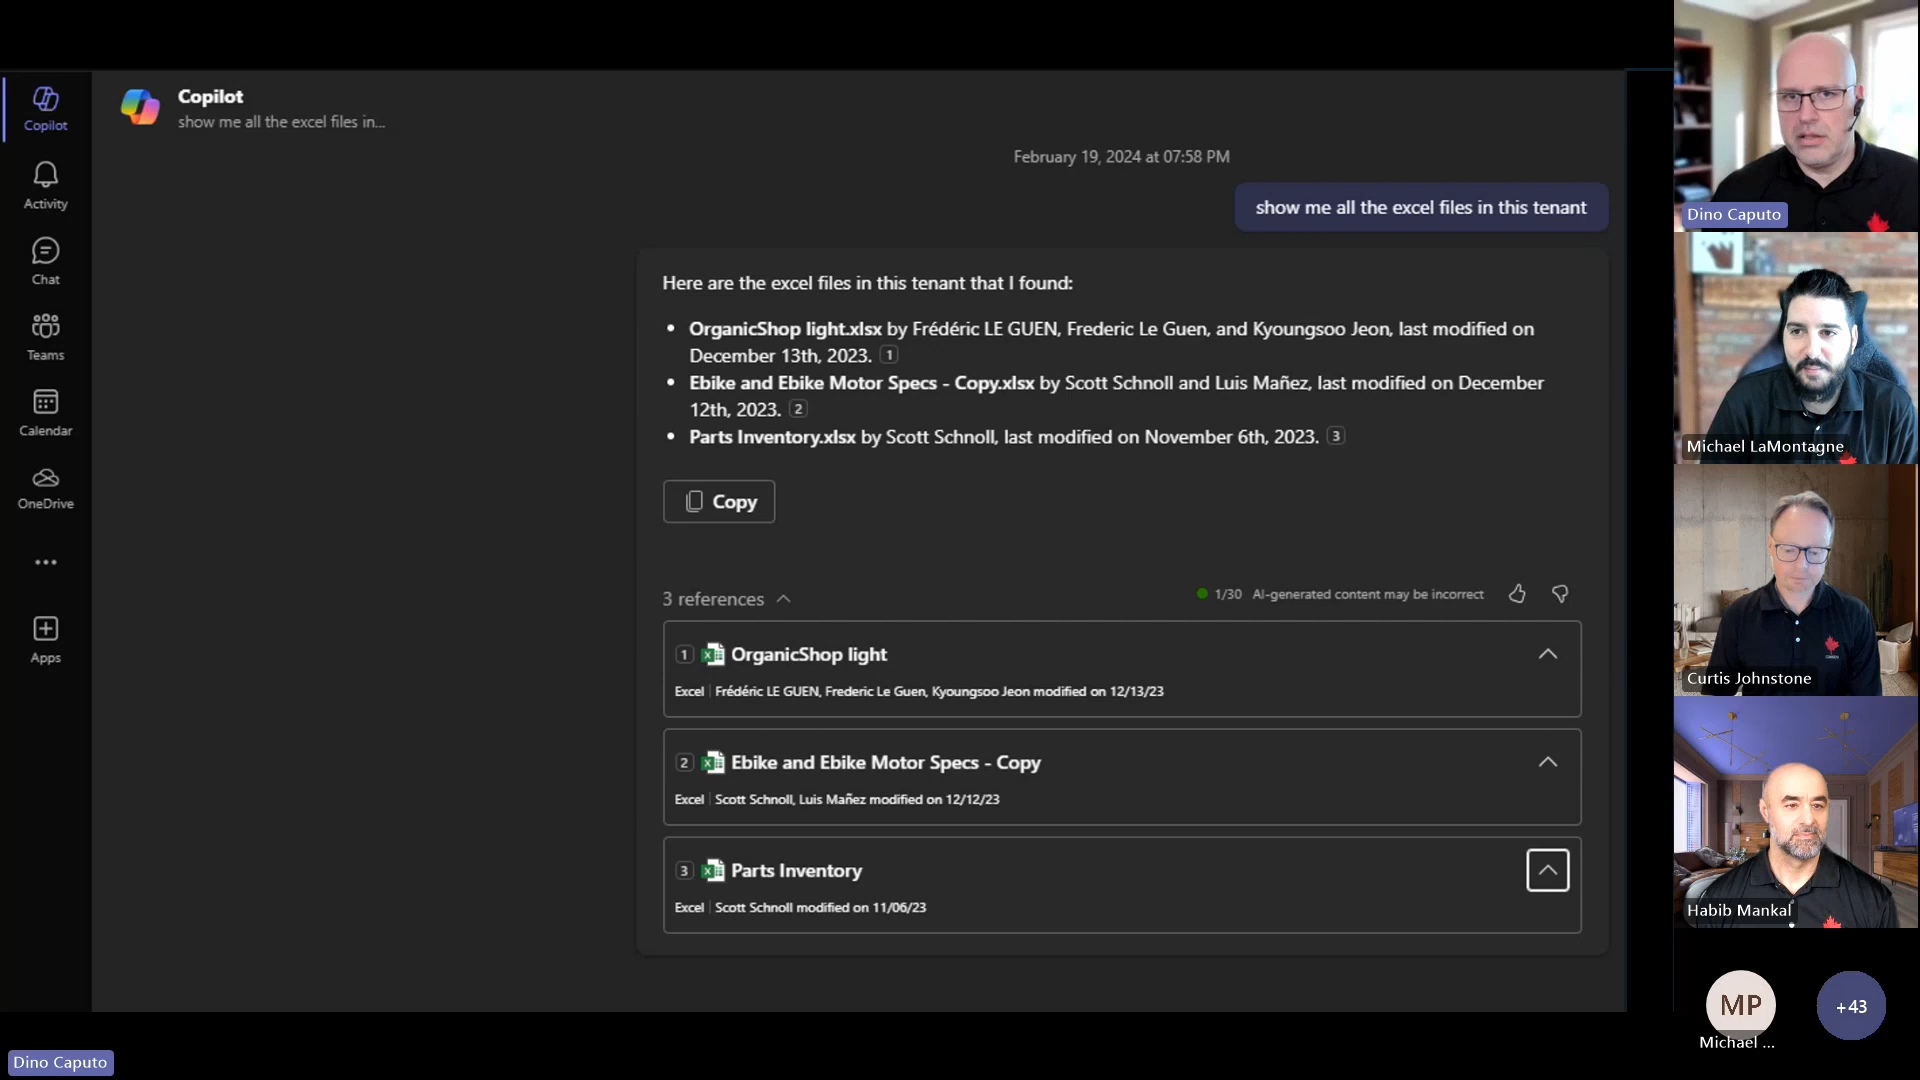 Copilot
Activity
Chat
Teams
Calendar
OneDrive
Apps
Copilot
show me all the excel files in...
February 19, 2024 at 07:58 PM
show me all the excel files in this tenant
Here are the excel files in this tenant that I found:
• OrganicShop light.xlsx by Frédéric LE GUEN, Frederic Le Guen, and Kyoungsoo Jeon, last modified on
December 13th, 2023. 1
• Ebike and Ebike Motor Specs - Copy.xlsx by Scott Schnoll and Luis Mañez, last modified on December
12th, 2023. 2
• Parts Inventory.xlsx by Scott Schnoll, last modified on November 6th, 2023. 3
Copy
3 references
1/30 AI-generated content may be incorrect
1 OrganicShop light
Excel | Frédéric LE GUEN, Frederic Le Guen, Kyoungsoo Jeon modified on 12/13/23
2 Ebike and Ebike Motor Specs - Copy
Excel | Scott Schnoll, Luis Mañez modified on 12/12/23
3 Parts Inventory
Excel | Scott Schnoll modified on 11/06/23
Dino Caputo
Michael LaMontagne
Curtis Johnstone
Habib Mankal
MP
+43
Michael ...
Dino Caputo